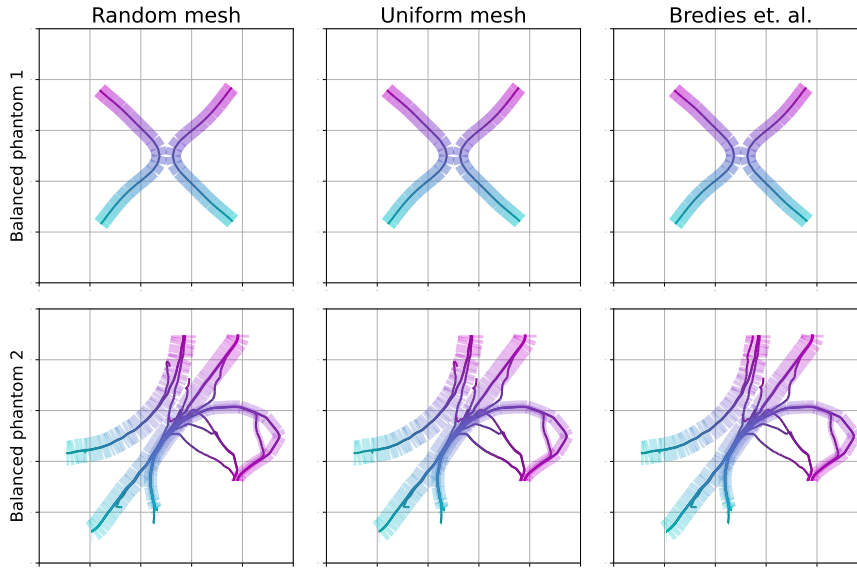 Random mesh
Uniform mesh
Bredies et. al.
Balanced phantom 1
Balanced phantom 2